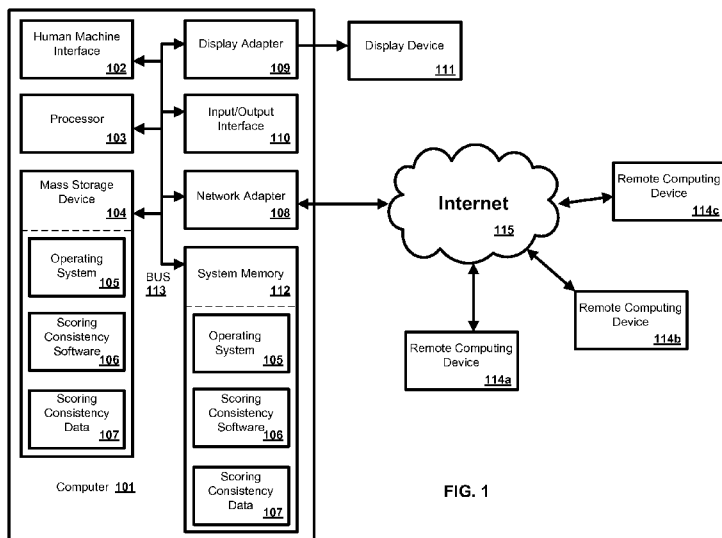 Human Machine
Interface
102
Processor
103
Mass Storage
Device
104
Operating
System
105
Scoring
Consistency
Software
106
Scoring
Consistency
Data
107
Computer 101
BUS
113
Display Adapter
109
Input/Output
Interface
110
Network Adapter
108
System Memory
112
Operating
System
105
Scoring
Consistency
Software
106
Scoring
Consistency
Data
107
Display Device
111
Internet
115
Remote Computing
Device
114c
Remote Computing
Device
114b
Remote Computing
Device
114a
FIG. 1